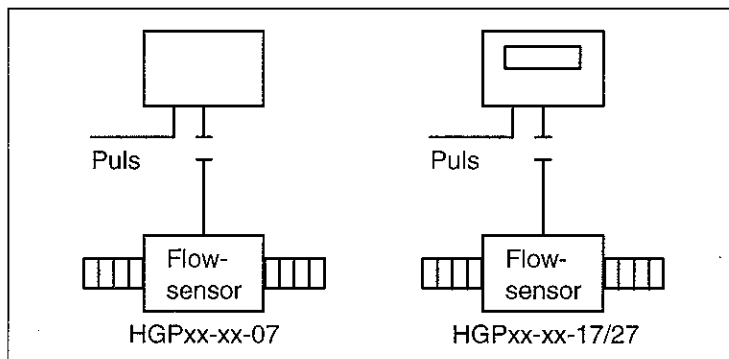 Puls
Puls
Flow-
sensor
Flow-
sensor
HGPxx-xx-07
HGPxx-xx-17/27